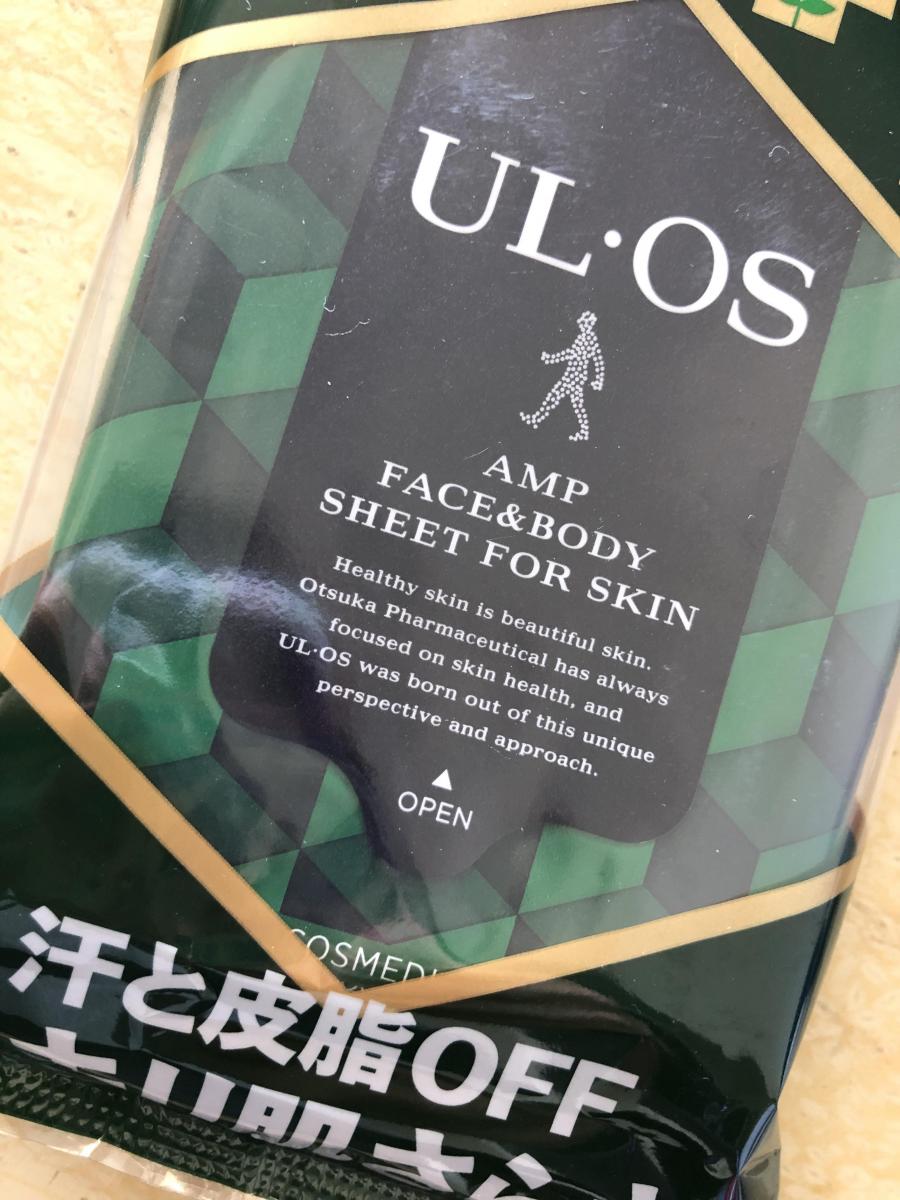 UL·OS
AMP
FACE&BODY
SHEET FOR SKIN
Healthy skin is beautiful skin.
Otsuka Pharmaceutical has always
focused on skin health, and
UL·OS was born out of this unique
perspective and approach.
▲
OPEN
汗と皮脂OFF